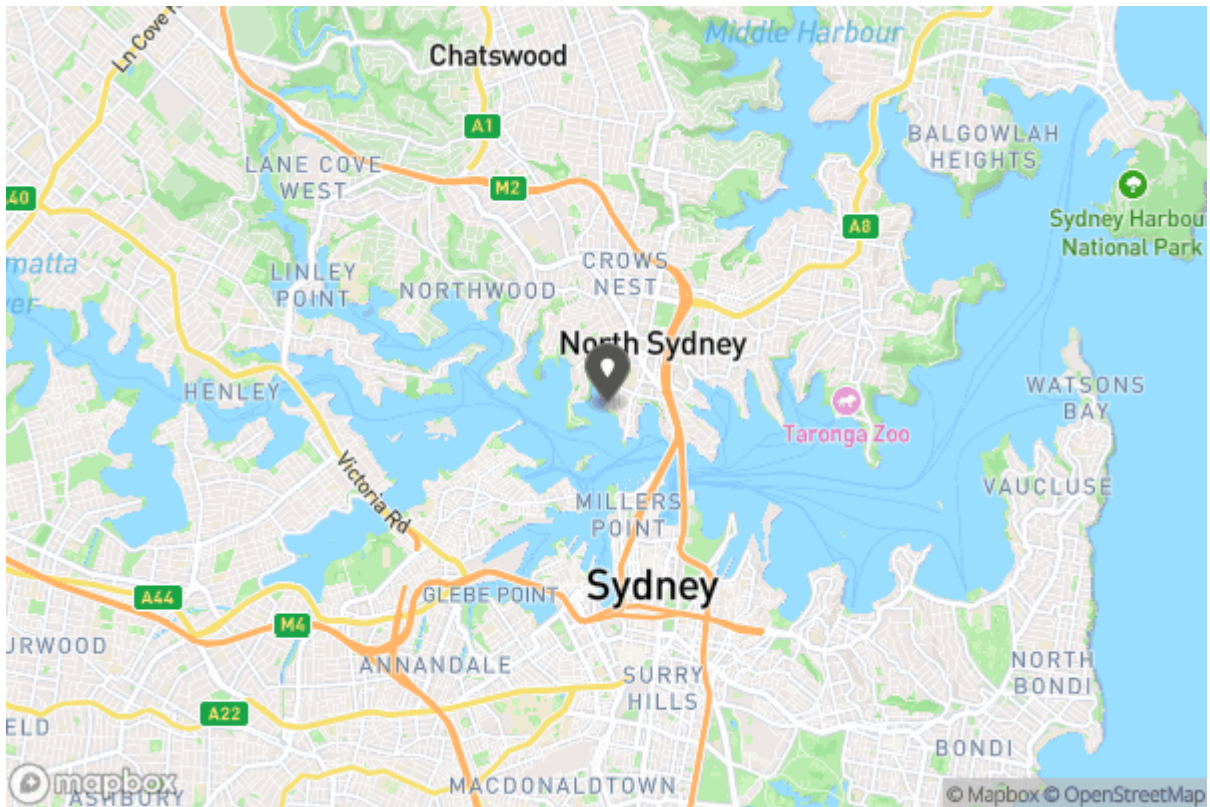 Ln Cove
Chatswood
Middle Harbour
A1
BALGOWLAH
HEIGHTS
LANE COVE
WEST
M2
40
A8
Sydney Harbou
National Park
CROWS
NEST
matta
LINLEY
POINT
NORTHWOOD
North Sydney
HENLEY
WATSONS
BAY
Taronga Zoo
Victoria Rd
VAUCLUSE
MILLERS
POINT
Sydney
A44
GLEBE POINT
M4
URWOOD
ANNANDALE
SURRY
HILLS
NORTH
BONDI
A22
ELD
BONDI
MACDONALDTOWN
mapbox
ASHBURY
© Mapbox © OpenStreetMap